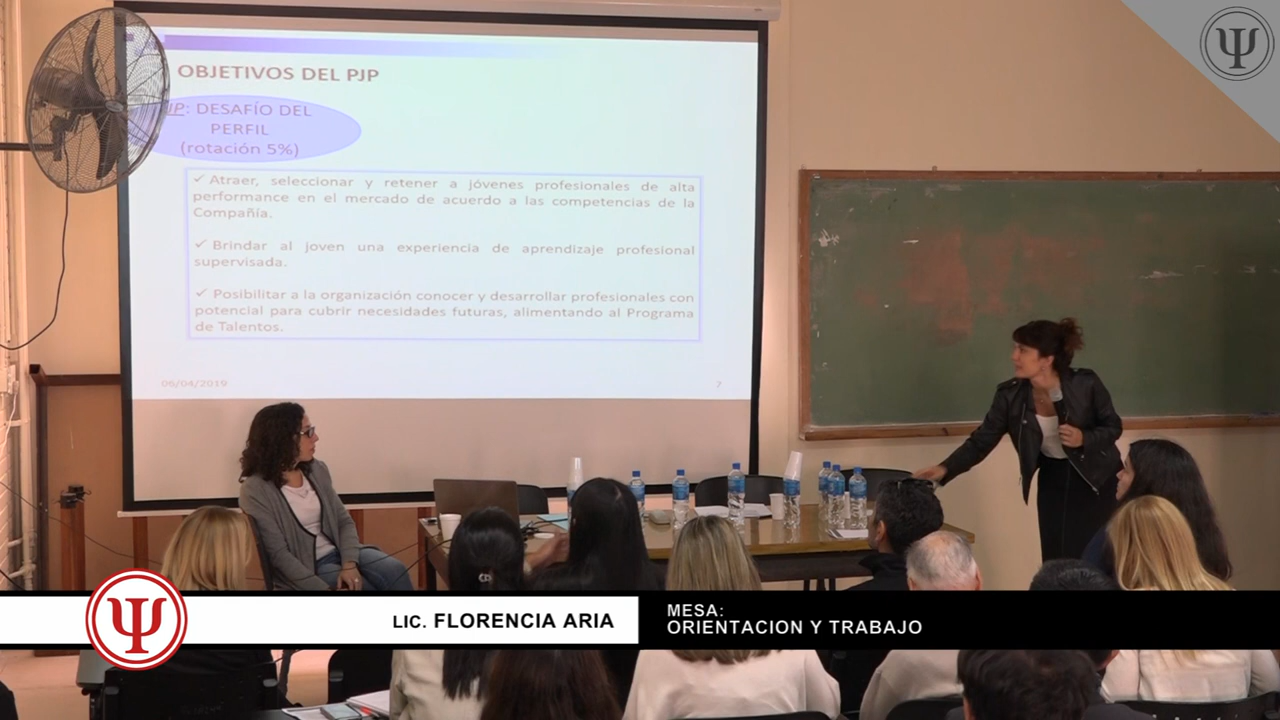 OBJETIVOS DEL PJP
PJP: DESAFÍO DEL
PERFIL
(rotación 5%)
✓ Atraer, seleccionar y retener a jóvenes profesionales de alta
performance en el mercado de acuerdo a las competencias de la
Compañía.
✓ Brindar al joven una experiencia de aprendizaje profesional
supervisada.
✓ Posibilitar a la organización conocer y desarrollar profesionales con
potencial para cubrir necesidades futuras, alimentando al Programa
de Talentos.
06/04/2019
7
Ψ
Ψ
LIC. FLORENCIA ARIA
MESA:
ORIENTACION Y TRABAJO